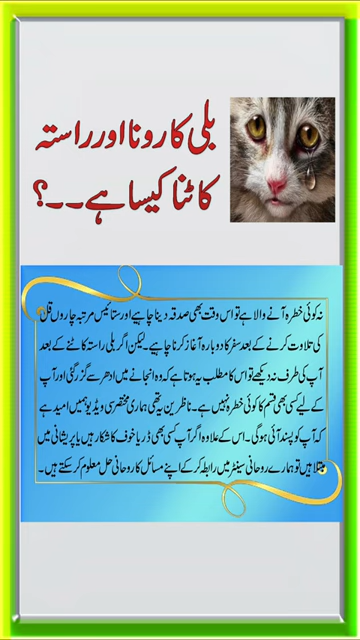 بلی کا رونا اور راستہ
کاٹنا کیسا ہے۔۔؟
نہ کوئی خطرہ آنے والا ہے تو اس وقت بھی صدقہ دینا چاہیے اور ستائیس مرتبہ چاروں قل
کی تلاوت کرنے کے بعد سفر کا دوبارہ آغاز کرنا چاہیے۔ لیکن اگر بلی راستہ کاٹنے کے بعد
آپ کی طرف نہ دیکھے تو اس کا مطلب یہ ہوتا ہے کہ وہ انجانے میں ادھر سے گزر گئی اور آپ
کے لیے کسی بھی قسم کا کوئی خطرہ نہیں ہے۔ ناظرین یہ تھی ہماری مختصر سی ویڈیو ہمیں امید ہے
کہ آپ کو پسند آئی ہوگی۔ اس کے علاوہ اگر آپ کسی بھی ڈر یا خوف کا شکار ہیں یا پریشانی میں
مبتلا ہیں تو ہمارے روحانی سینٹر میں رابطہ کر کے اپنے مسائل کا روحانی حل معلوم کر سکتے ہیں۔